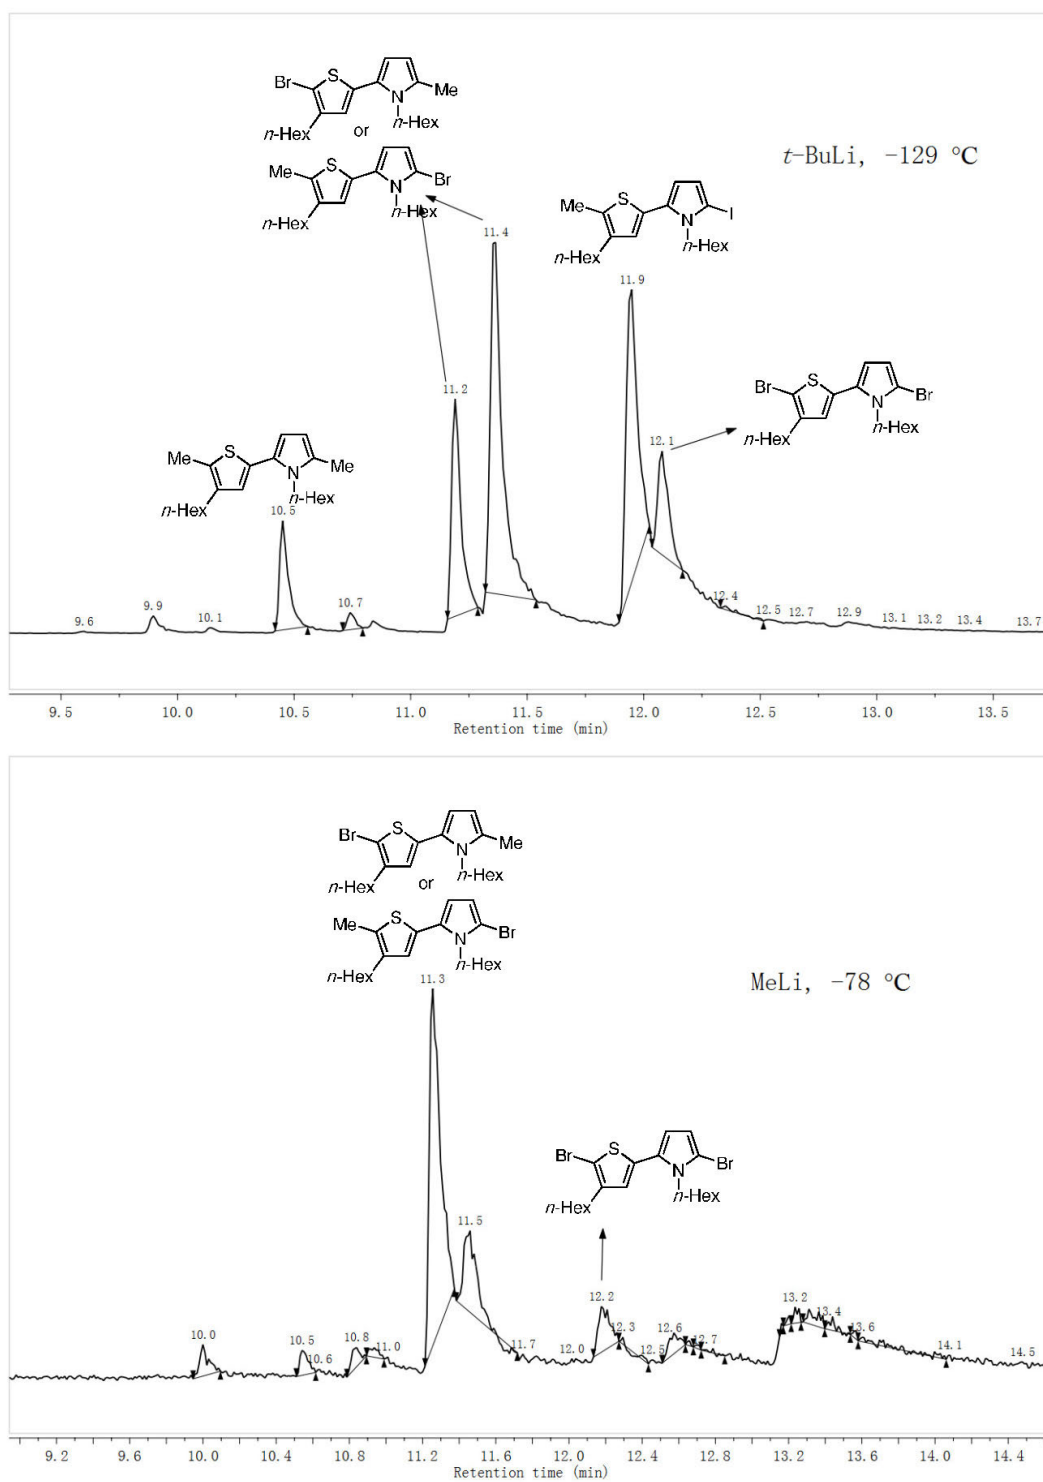 Br
S
N
Me
n-Hex
n-Hex
or
Me
S
N
Br
n-Hex
n-Hex
t-BuLi, -129 °C
Me
S
N
I
n-Hex
n-Hex
11.4
11.9
11.2
Br
S
N
Br
n-Hex
n-Hex
12.1
Me
S
N
Me
n-Hex
n-Hex
10.5
9.6
9.9
10.1
10.7
12.4
12.5
12.7
12.9
13.1
13.2
13.4
13.7
9.5 10.0 10.5 11.0 11.5 12.0 12.5 13.0 13.5
Retention time (min)
Br
S
N
Me
n-Hex
n-Hex
or
Me
S
N
Br
n-Hex
n-Hex
11.3
MeLi, -78 °C
Br
S
N
Br
n-Hex
n-Hex
11.5
12.2
10.0
10.5
10.6
10.8
11.0
11.7
12.0
12.3
12.5
12.6
12.7
13.2
13.4
13.6
14.1
14.5
9.2 9.6 10.0 10.4 10.8 11.2 11.6 12.0 12.4 12.8 13.2 13.6 14.0 14.4
Retention time (min)